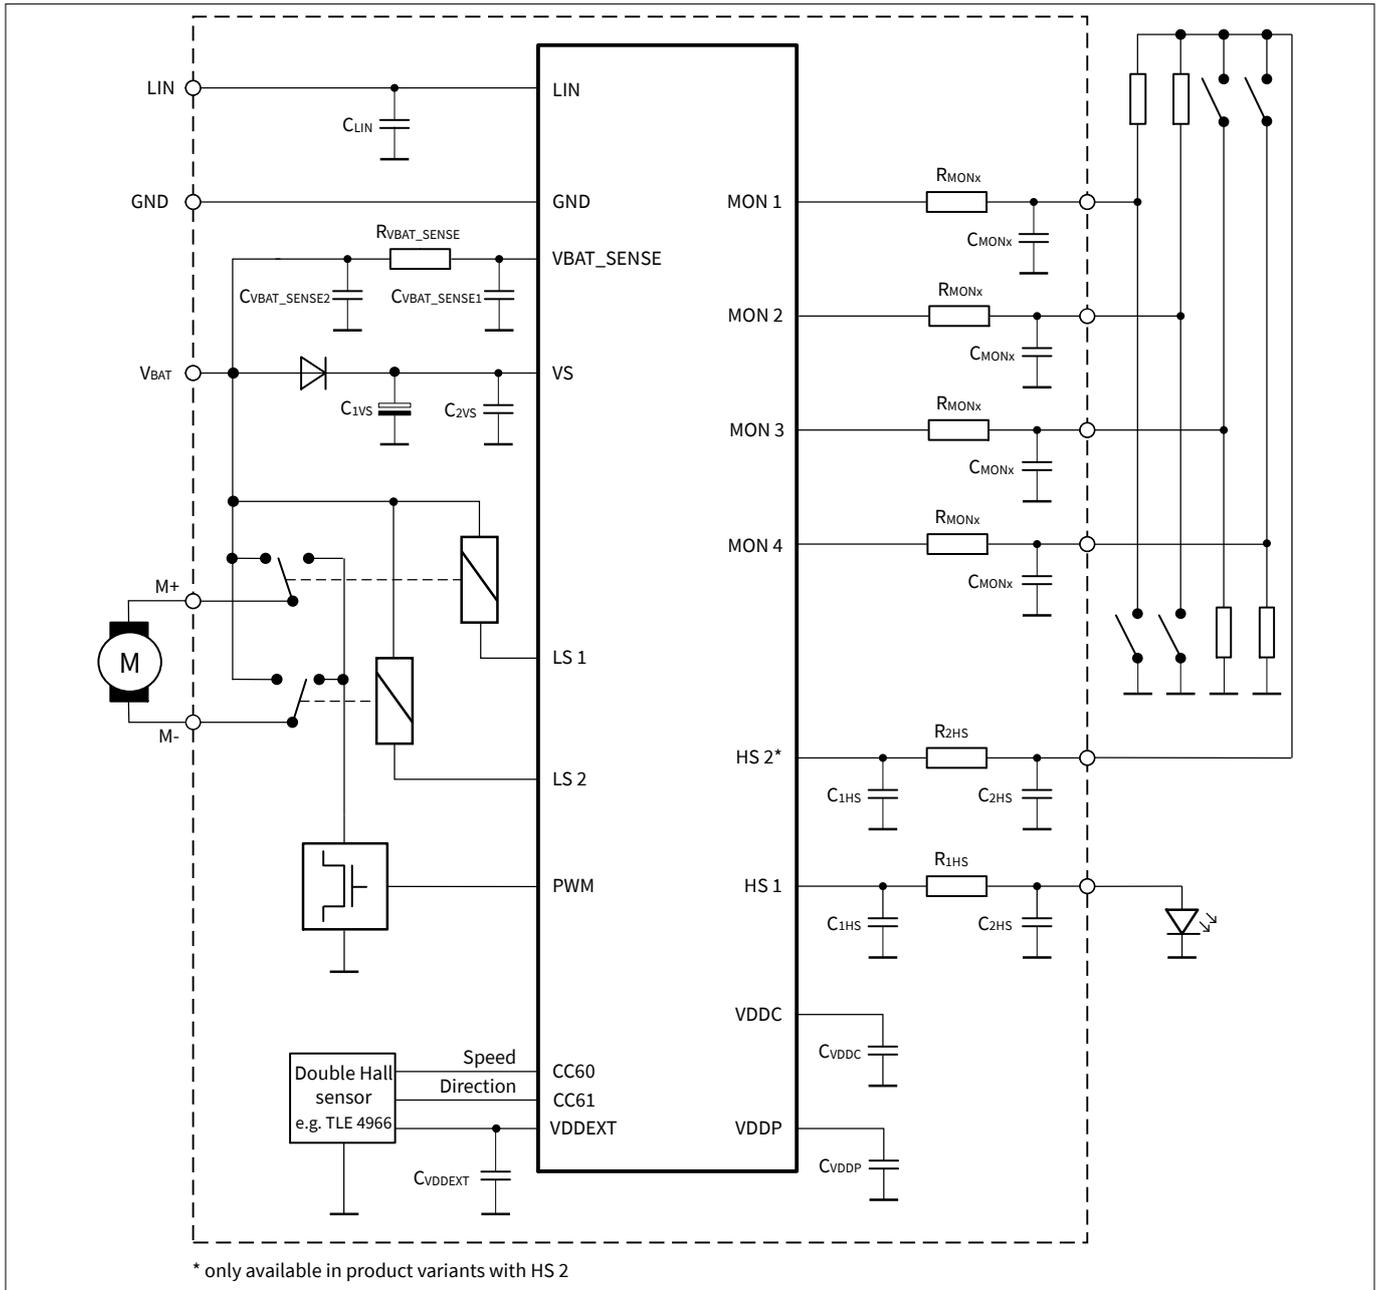 LIN
LIN
CLIN
GND
GND
MON 1
RMONx
CMONx
RVBAT_SENSE
VBAT_SENSE
CVBAT_SENSE2
CVBAT_SENSE1
MON 2
RMONx
CMONx
VBAT
VS
C1VS
C2VS
MON 3
RMONx
CMONx
MON 4
RMONx
CMONx
M+
M
M-
LS 1
LS 2
HS 2*
R2HS
C1HS
C2HS
PWM
HS 1
R1HS
C1HS
C2HS
VDDC
CVDDC
Double Hall
sensor
e.g. TLE 4966
Speed
Direction
CC60
CC61
VDDEXT
CVDDEXT
VDDP
CVDDP
* only available in product variants with HS 2